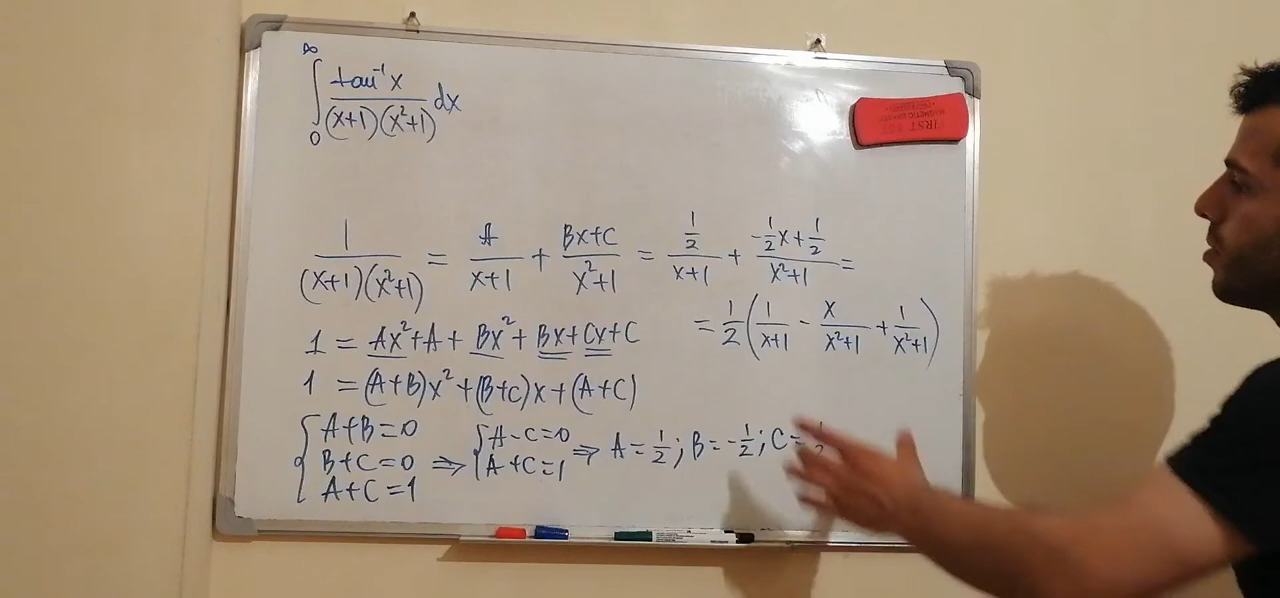 ∫₀^∞ tan⁻¹x / ((x+1)(x²+1)) dx
1/((x+1)(x²+1)) = A/(x+1) + (Bx+C)/(x²+1) = (1/2)/(x+1) + (-1/2x+1/2)/(x²+1) =
= 1/2 (1/(x+1) - x/(x²+1) + 1/(x²+1))
1 = Ax²+A+Bx²+Bx+Cx+C
1 = (A+B)x²+(B+C)x+(A+C)
{A+B=0
B+C=0
A+C=1
⇒ {A-C=0
A+C=1
⇒ A=1/2; B=-1/2; C=
FIRST